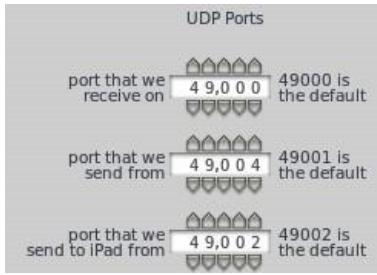 UDP Ports
port that we
receive on
4 9,0 0 0
49000 is
the default
port that we
send from
4 9,0 0 4
49001 is
the default
port that we
send to iPad from
4 9,0 0 2
49002 is
the default